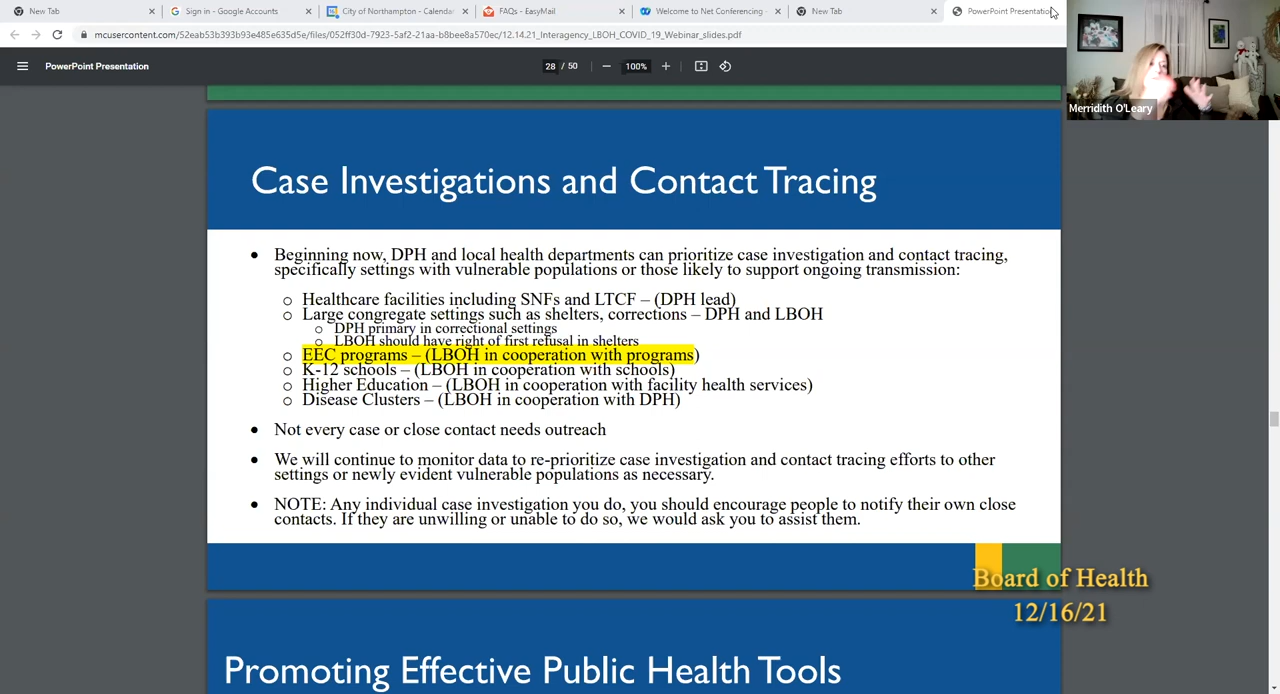 New Tab
Sign in - Google Accounts
City of Northampton - Calenda
FAQs - EasyMail
Welcome to Net Conferencing -
New Tab
PowerPoint Presentation
mcusercontent.com/52eab53b393b93e485e635d5e/files/052ff30d-7923-5af2-21aa-b8bee8a570ec/12.14.21_Interagency_LBOH_COVID_19_Webinar_slides.pdf
PowerPoint Presentation
28 / 50
100%
Merridith O'Leary
Case Investigations and Contact Tracing
• Beginning now, DPH and local health departments can prioritize case investigation and contact tracing,
specifically settings with vulnerable populations or those likely to support ongoing transmission:
o Healthcare facilities including SNFs and LTCF – (DPH lead)
o Large congregate settings such as shelters, corrections – DPH and LBOH
o DPH primary in correctional settings
o LBOH should have right of first refusal in shelters
o EEC programs – (LBOH in cooperation with programs)
o K-12 schools – (LBOH in cooperation with schools)
o Higher Education – (LBOH in cooperation with facility health services)
o Disease Clusters – (LBOH in cooperation with DPH)
• Not every case or close contact needs outreach
• We will continue to monitor data to re-prioritize case investigation and contact tracing efforts to other
settings or newly evident vulnerable populations as necessary.
• NOTE: Any individual case investigation you do, you should encourage people to notify their own close
contacts. If they are unwilling or unable to do so, we would ask you to assist them.
Board of Health
12/16/21
Promoting Effective Public Health Tools